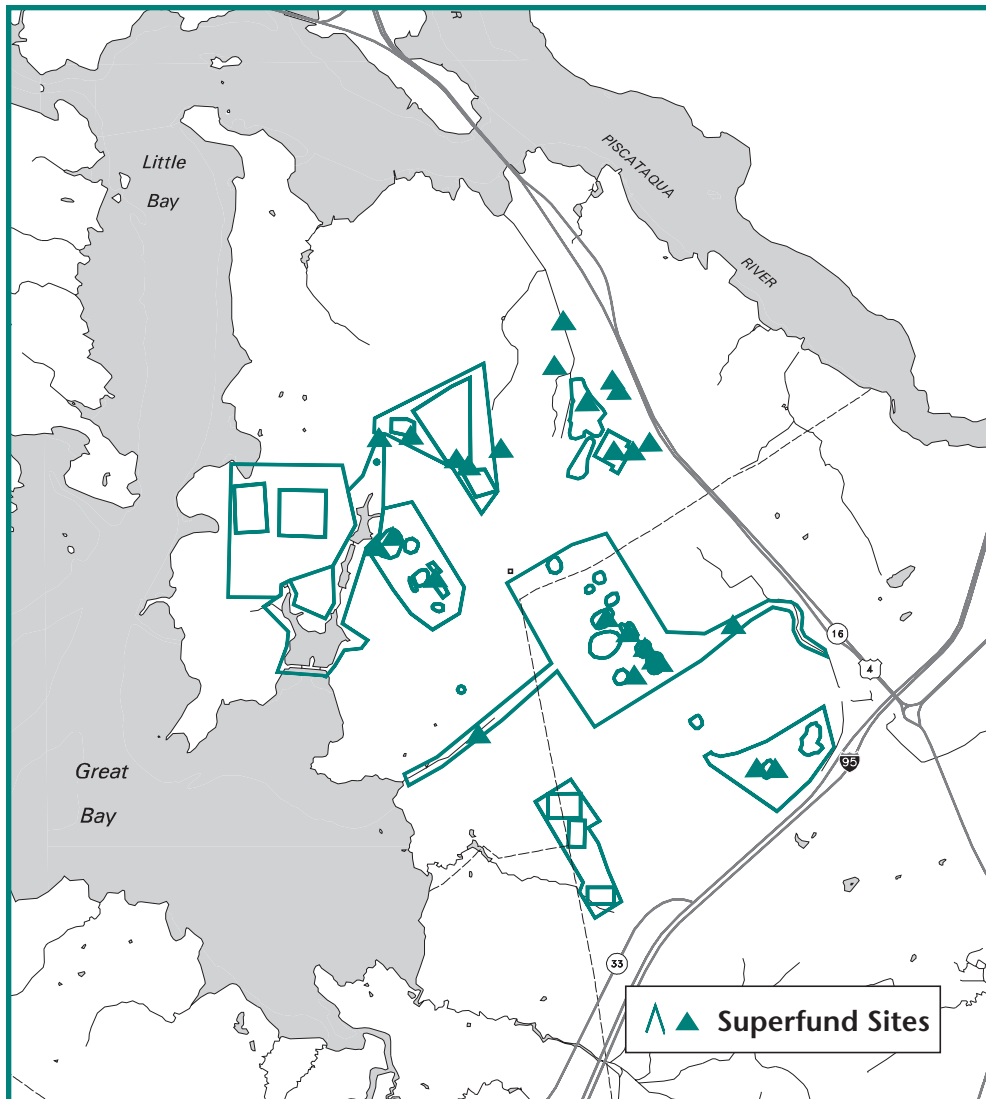 R
PISCATAQUA
Little
Bay
RIVER
16
4
95
Great
Bay
33
Superfund Sites